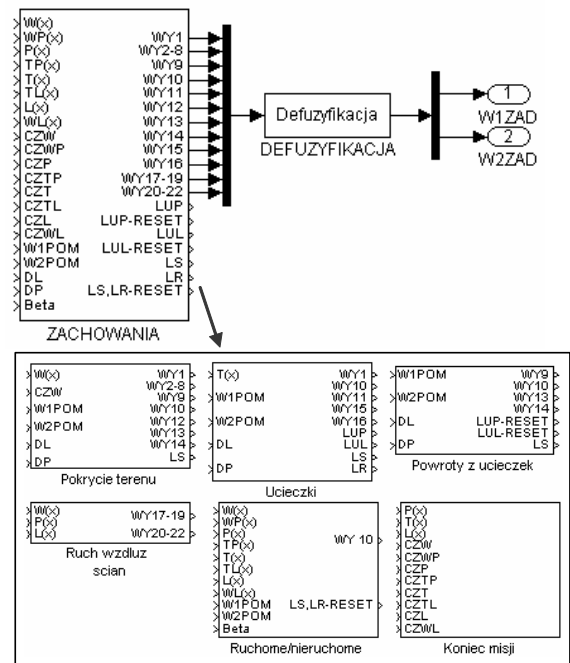 W(x)
WP(x)
P(x)
TP(x)
T(x)
TL(x)
L(x)
WL(x)
CZW
CZWP
CZP
CZTP
CZT
CZTL
CZL
CZWL
W1POM
W2POM
DL
DP
Beta
WY1
WY2-8
WY9
WY10
WY11
WY12
WY13
WY14
WY15
WY16
WY17-19
WY20-22
LUP
LUP-RESET
LUL
LUL-RESET
LS
LR
LS,LR-RESET
ZACHOWANIA
Defuzyfikacja
DEFUZYFIKACJA
1
W1ZAD
2
W2ZAD
W(x)
CZW
W1POM
W2POM
DL
DP
WY1
WY2-8
WY9
WY10
WY12
WY13
WY14
LS
Pokrycie terenu
T(x)
W1POM
W2POM
DL
DP
WY1
WY10
WY11
WY15
WY16
LUP
LUL
LS
LR
Ucieczki
W1POM
W2POM
DL
DP
WY9
WY10
WY13
WY14
LUP-RESET
LUL-RESET
LS
Powroty z ucieczek
W(x)
P(x)
L(x)
WY17-19
WY20-22
Ruch wzdluz
scian
W(x)
WP(x)
P(x)
TP(x)
T(x)
TL(x)
L(x)
WL(x)
W1POM
W2POM
Beta
WY 10
LS,LR-RESET
Ruchome/nieruchome
P(x)
T(x)
L(x)
CZW
CZWP
CZP
CZTP
CZT
CZTL
CZL
CZWL
Koniec misji